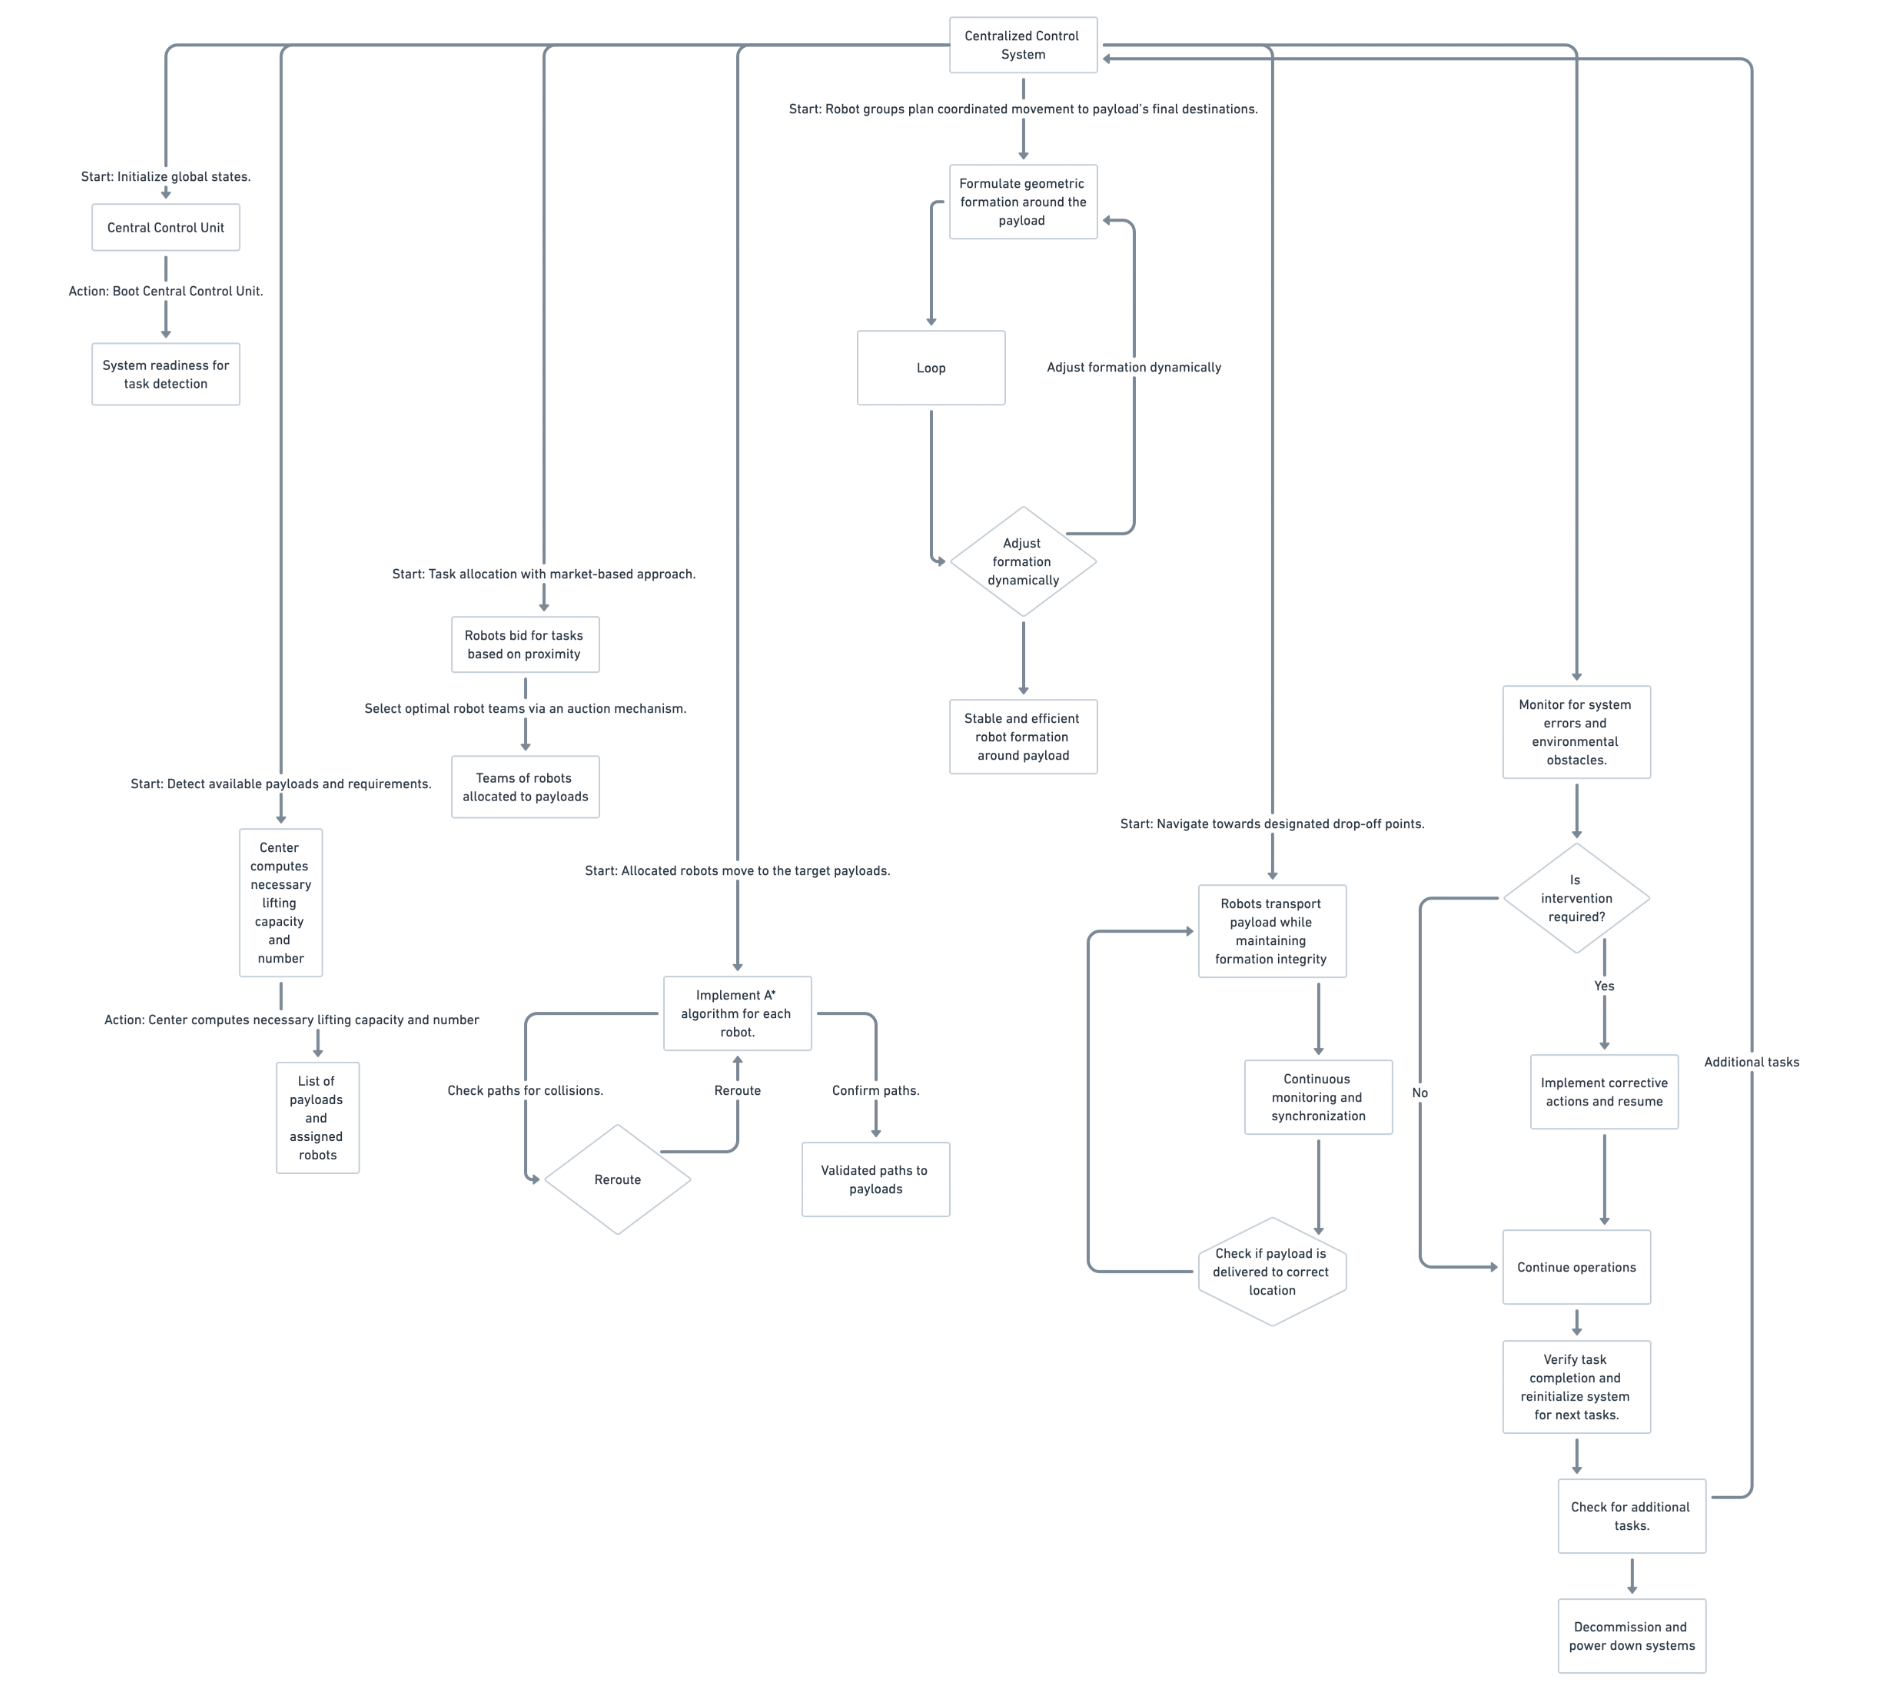 Centralized Control
System
Start: Robot groups plan coordinated movement to payload's final destinations.
Start: Initialize global states.
Central Control Unit
Action: Boot Central Control Unit.
System readiness for
task detection
Formulate geometric
formation around the
payload
Loop
Adjust formation dynamically
Adjust
formation
dynamically
Stable and efficient
robot formation
around payload
Start: Task allocation with market-based approach.
Robots bid for tasks
based on proximity
Select optimal robot teams via an auction mechanism.
Teams of robots
allocated to payloads
Start: Detect available payloads and requirements.
Center
computes
necessary
lifting
capacity
and
number
Action: Center computes necessary lifting capacity and number
List of
payloads
and
assigned
robots
Start: Allocated robots move to the target payloads.
Implement A*
algorithm for each
robot.
Check paths for collisions.
Reroute
Confirm paths.
Reroute
Validated paths to
payloads
Start: Navigate towards designated drop-off points.
Robots transport
payload while
maintaining
formation integrity
Continuous
monitoring and
synchronization
Check if payload is
delivered to correct
location
Monitor for system
errors and
environmental
obstacles.
Is
intervention
required?
Yes
No
Implement corrective
actions and resume
Continue operations
Verify task
completion and
reinitialize system
for next tasks.
Check for additional
tasks.
Additional tasks
Decommission and
power down systems